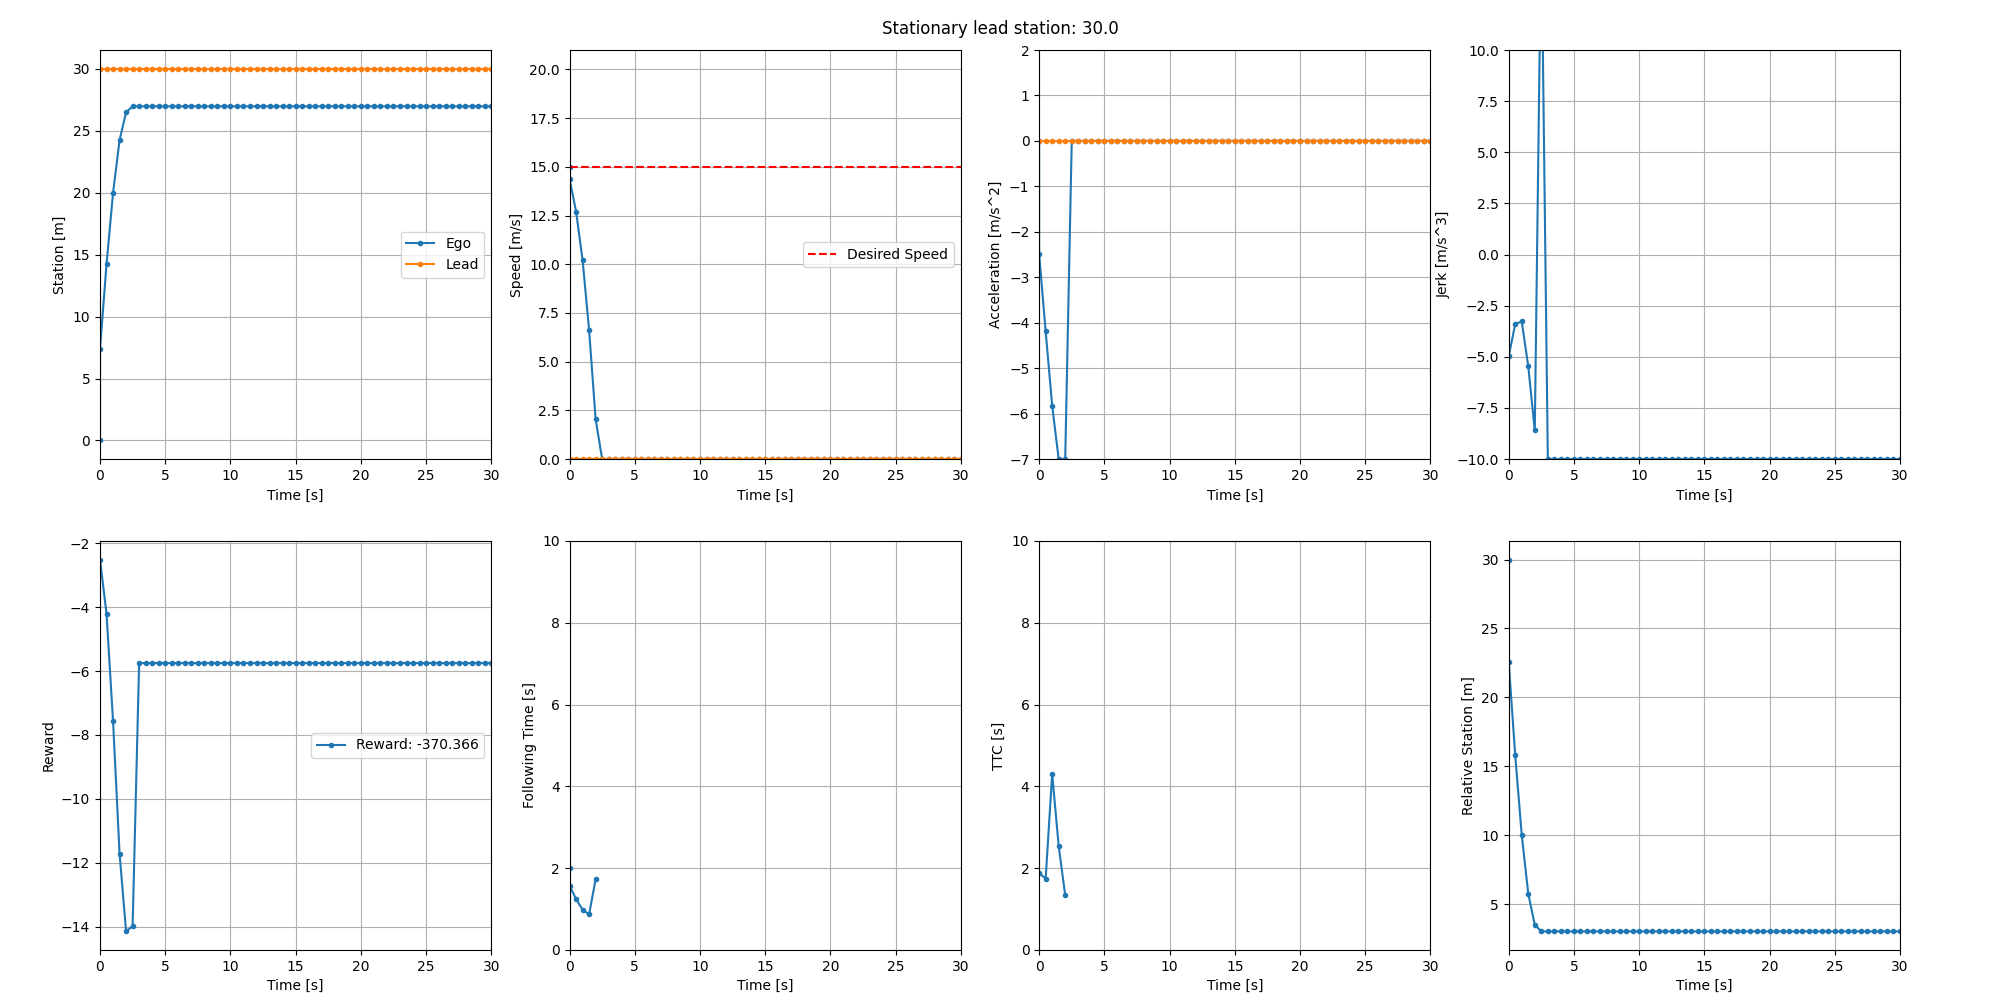 Stationary lead station: 30.0
30
25
20
15
10
5
0
Station [m]
Ego
Lead
0 5 10 15 20 25 30
Time [s]
20.0
17.5
15.0
12.5
10.0
7.5
5.0
2.5
0.0
Speed [m/s]
Desired Speed
0 5 10 15 20 25 30
Time [s]
2
1
0
−1
−2
−3
−4
−5
−6
−7
Acceleration [m/s^2]
0 5 10 15 20 25 30
Time [s]
10.0
7.5
5.0
2.5
0.0
−2.5
−5.0
−7.5
−10.0
Jerk [m/s^3]
0 5 10 15 20 25 30
Time [s]
−2
−4
−6
−8
−10
−12
−14
Reward
Reward: -370.366
0 5 10 15 20 25 30
Time [s]
10
8
6
4
2
0
Following Time [s]
0 5 10 15 20 25 30
Time [s]
10
8
6
4
2
0
TTC [s]
0 5 10 15 20 25 30
Time [s]
30
25
20
15
10
5
Relative Station [m]
0 5 10 15 20 25 30
Time [s]